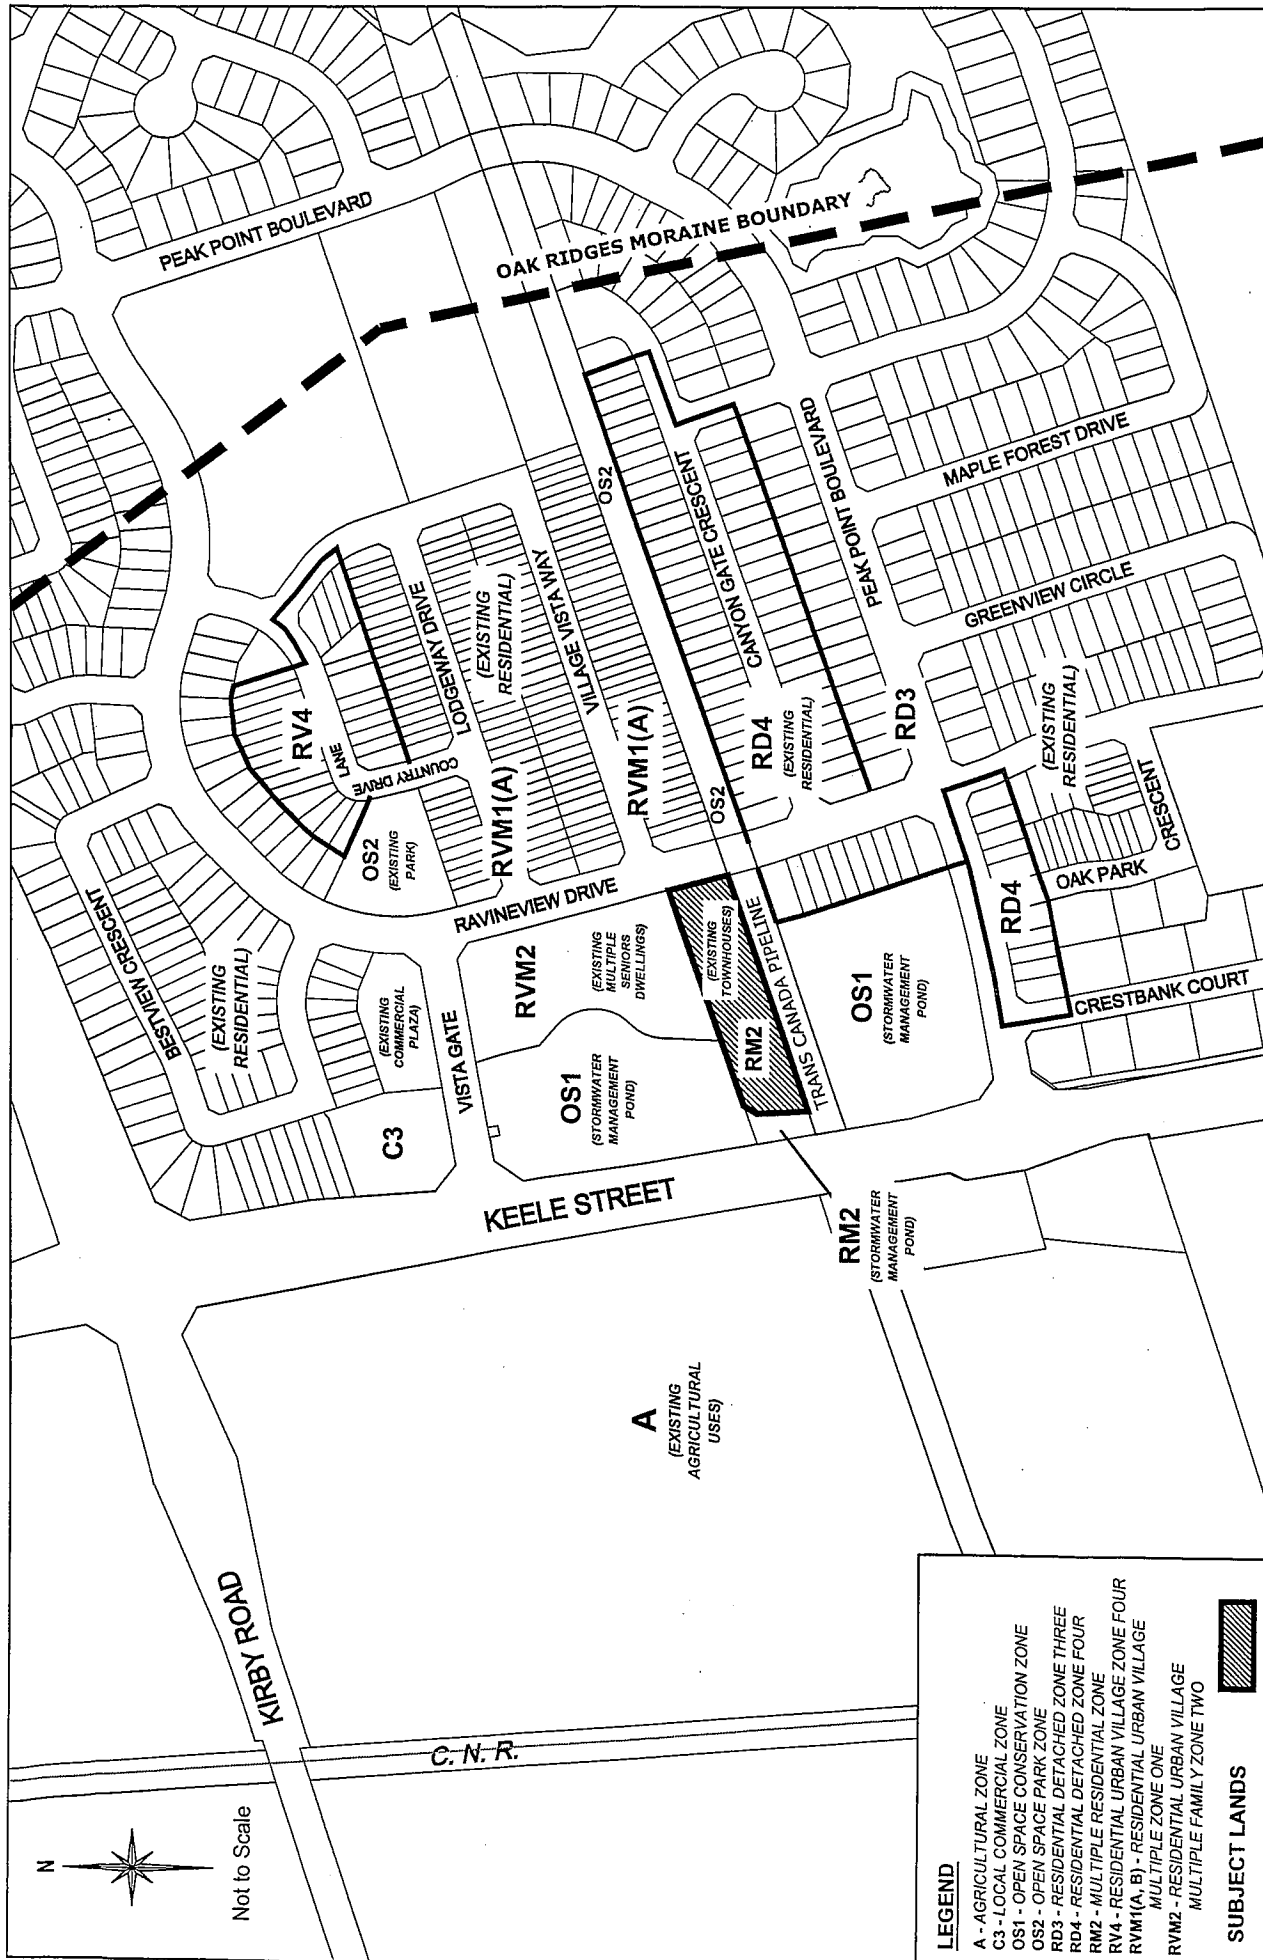 N
Not to Scale
KIRBY ROAD
C. N. R.
KEELE STREET
A
(EXISTING
AGRICULTURAL
USES)
BESTVIEW CRESCENT
(EXISTING
RESIDENTIAL)
C3
(EXISTING
COMMERCIAL
PLAZA)
VISTA GATE
OS1
(STORMWATER
MANAGEMENT
POND)
RVM2
(EXISTING
MULTIPLE
SENIORS
DWELLINGS)
RAVINEVIEW DRIVE
OS2
(EXISTING
PARK)
RV4
LANE
COUNTRY DRIVE
LODGEWAY DRIVE
RVM1(A)
(EXISTING
RESIDENTIAL)
VILLAGE VISTA WAY
RVM1(A)
OS2
OS2
PEAK POINT BOULEVARD
OAK RIDGES MORAINE BOUNDARY
RM2
(EXISTING
TOWNHOUSES)
TRANS CANADA PIPELINE
RM2
(STORMWATER
MANAGEMENT
POND)
OS1
(STORMWATER
MANAGEMENT
POND)
CANYON GATE CRESCENT
RD4
(EXISTING
RESIDENTIAL)
PEAK POINT BOULEVARD
RD3
MAPLE FOREST DRIVE
GREENVIEW CIRCLE
(EXISTING
RESIDENTIAL)
RD4
OAK PARK
CRESCENT
CRESTBANK COURT
LEGEND
A - AGRICULTURAL ZONE
C3 - LOCAL COMMERCIAL ZONE
OS1 - OPEN SPACE CONSERVATION ZONE
OS2 - OPEN SPACE PARK ZONE
RD3 - RESIDENTIAL DETACHED ZONE THREE
RD4 - RESIDENTIAL DETACHED ZONE FOUR
RM2 - MULTIPLE RESIDENTIAL ZONE
RV4 - RESIDENTIAL URBAN VILLAGE ZONE FOUR
RVM1(A, B) - RESIDENTIAL URBAN VILLAGE
MULTIPLE ZONE ONE
RVM2 - RESIDENTIAL URBAN VILLAGE
MULTIPLE FAMILY ZONE TWO
SUBJECT LANDS